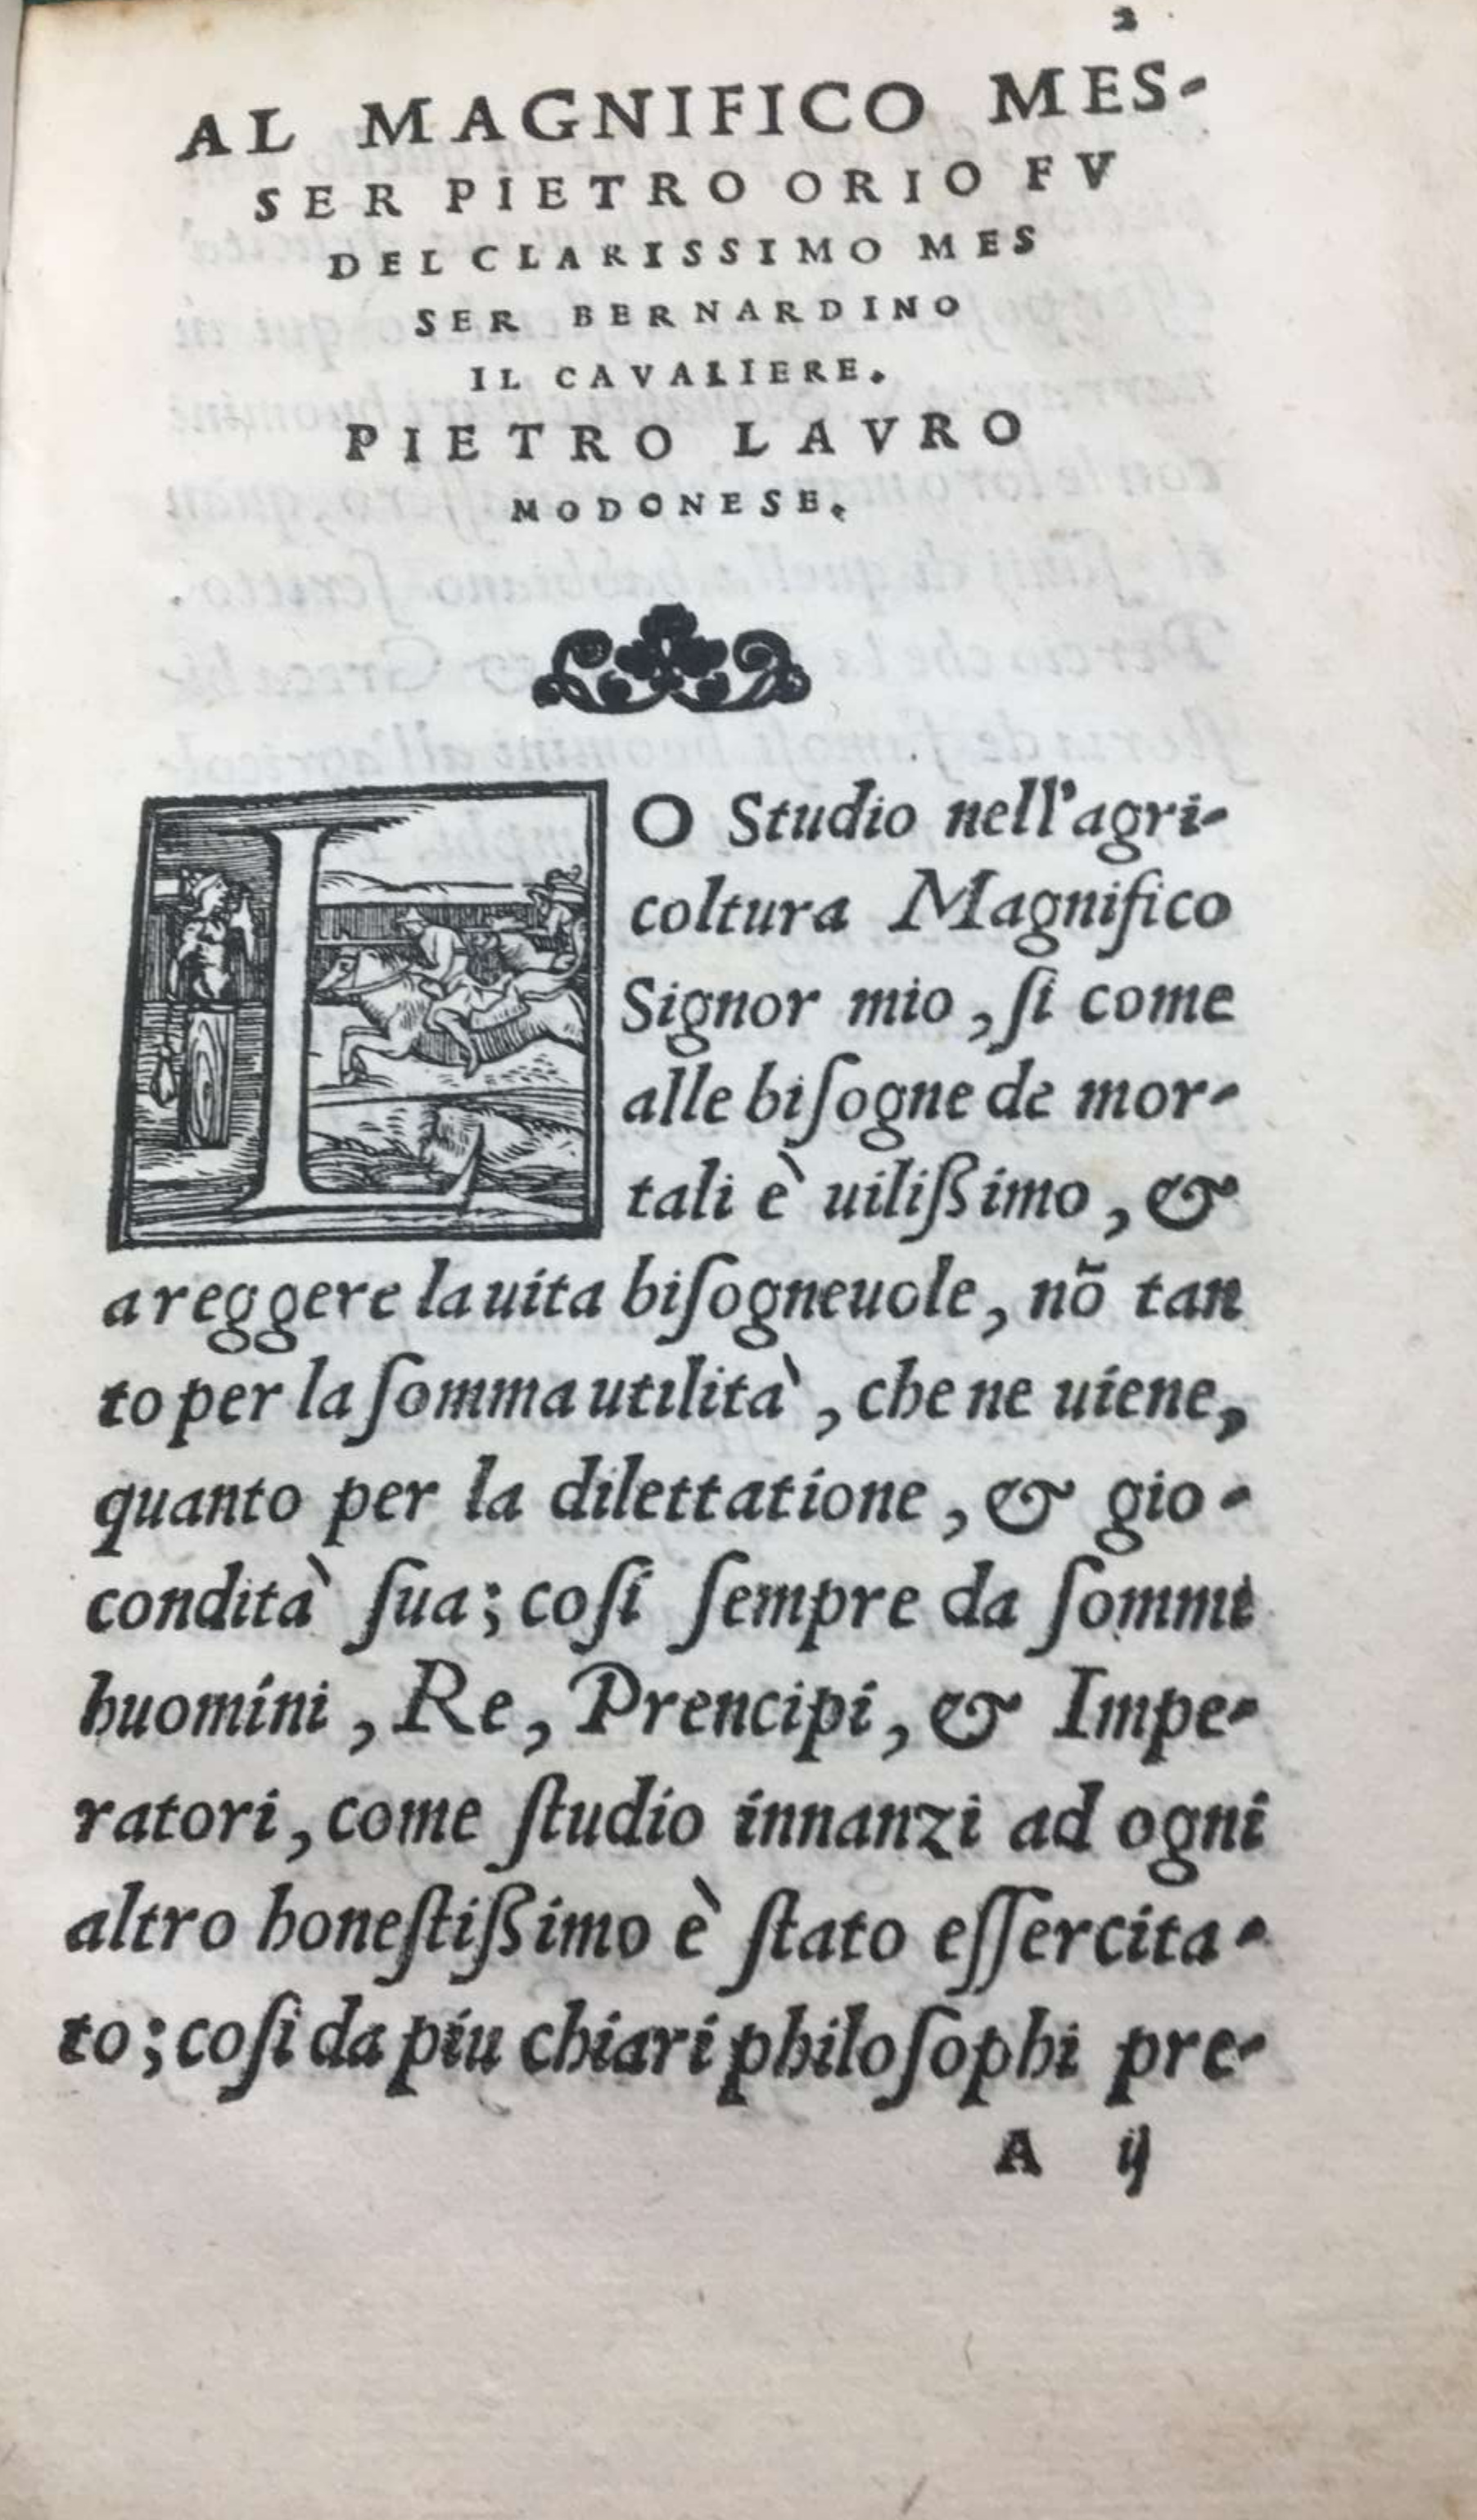 2
AL MAGNIFICO MES-
SER PIETRO ORIO FV
DEL CLARISSIMO MES
SER BERNARDINO
IL CAVALIERE.
PIETRO LAVRO
MODONESE.
LO Studio nell'agri-
coltura Magnifico
Signor mio, ſi come
alle biſogne de mor-
tali è uiliſſimo, &
a reggere la uita biſogneuole, nõ tan
to per la ſomma utilità, che ne uiene,
quanto per la dilettatione, & gio-
condità ſua; coſi ſempre da ſommi
huomini, Re, Prencipi, & Impe-
ratori, come ſtudio innanzi ad ogni
altro honeſtiſſimo è ſtato eſſercita-
to; coſi da piu chiari philoſophi pre-
A ij